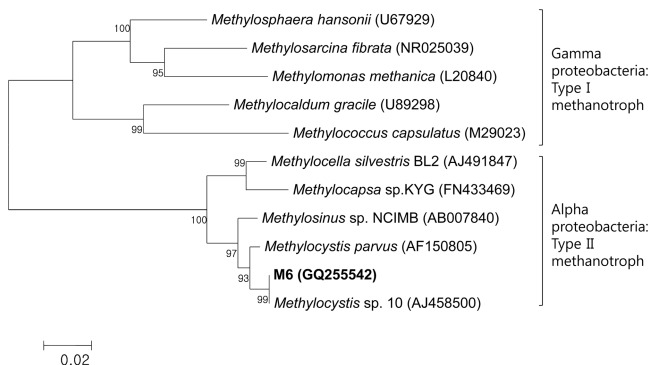 100
Methylosphaera hansonii (U67929)
Methylosarcina fibrata (NR025039)
95
Methylomonas methanica (L20840)
Methylocaldum gracile (U89298)
99
Methylococcus capsulatus (M29023)
Gamma
proteobacteria:
Type I
methanotroph
99
Methylocella silvestris BL2 (AJ491847)
Methylocapsa sp.KYG (FN433469)
100
Methylosinus sp. NCIMB (AB007840)
97
Methylocystis parvus (AF150805)
93
M6 (GQ255542)
99
Methylocystis sp. 10 (AJ458500)
Alpha
proteobacteria:
Type II
methanotroph
0.02